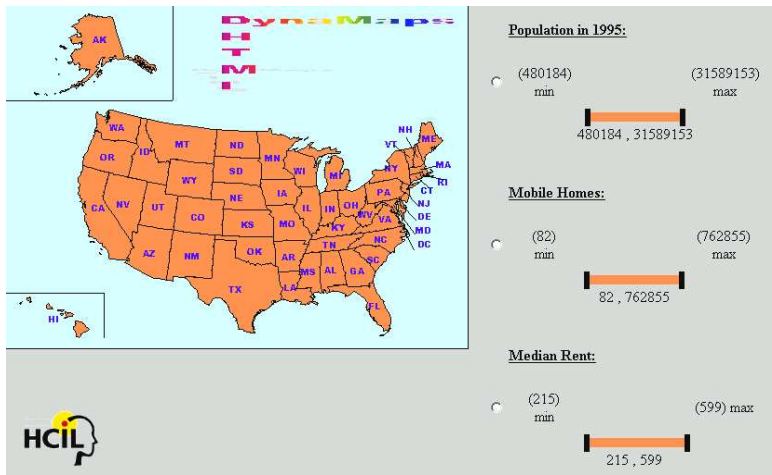 DynaMaps
DHTML
AK
WA
MT
ND
MN
OR
ID
WY
SD
WI
MI
NH
VT
ME
NY
MA
RI
CT
NJ
DE
MD
DC
CA
NV
UT
CO
NE
IA
IL
IN
OH
PA
WV
VA
KS
MO
KY
NC
TN
AZ
NM
OK
AR
SC
MS
AL
GA
TX
LA
FL
HI
HCIL
Population in 1995:
(480184)
min
(31589153)
max
480184 , 31589153
Mobile Homes:
(82)
min
(762855)
max
82 , 762855
Median Rent:
(215)
min
(599) max
215 , 599